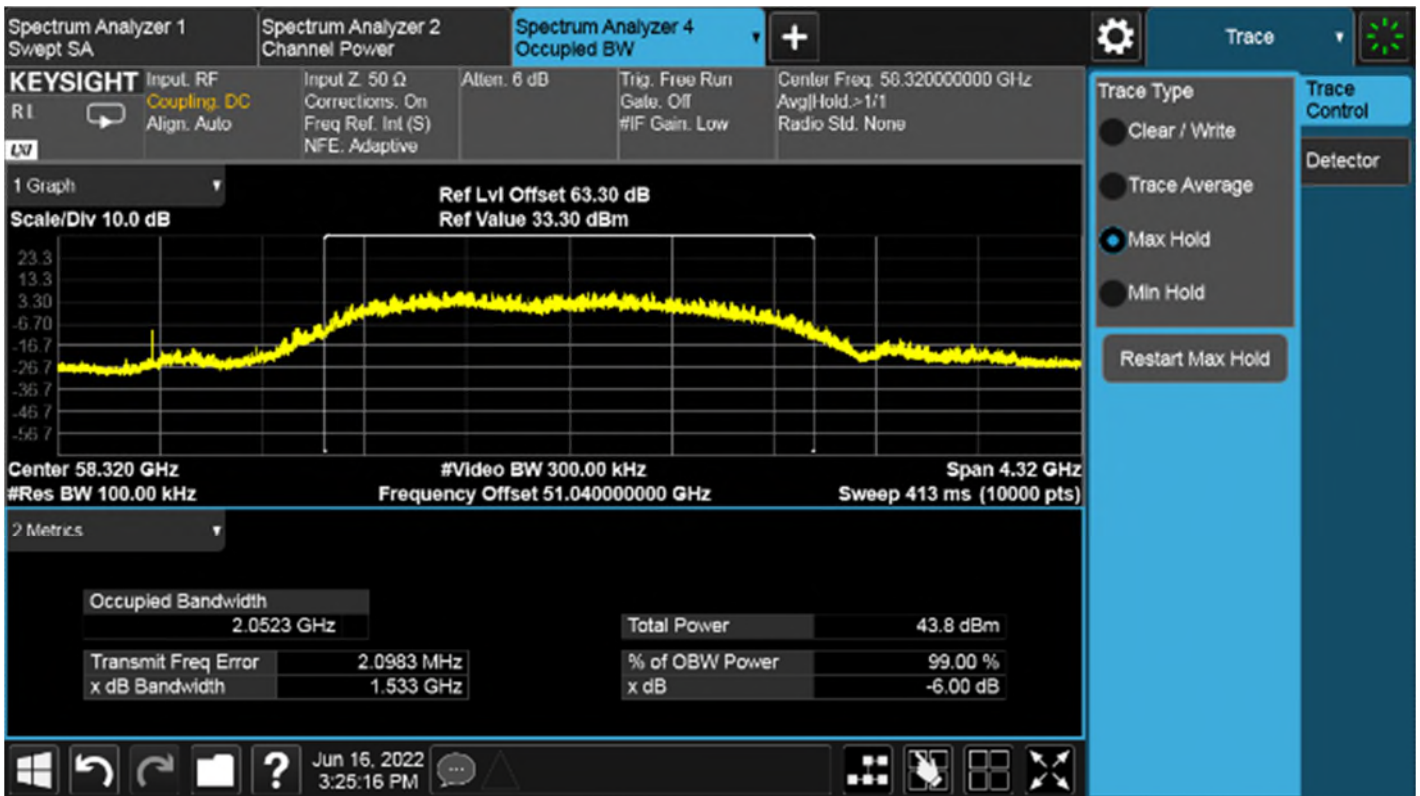 Spectrum Analyzer 1
Swept SA
Spectrum Analyzer 2
Channel Power
Spectrum Analyzer 4
Occupied BW
Trace
KEYSIGHT
Input. RF
Coupling. DC
Align. Auto
Input Z. 50 Ω
Corrections. On
Freq Ref. Int (S)
NFE. Adaptive
Atten. 6 dB
Trig. Free Run
Gate. Off
#IF Gain. Low
Center Freq. 58.320000000 GHz
Avg|Hold.>1/1
Radio Std. None
LXI
1 Graph
Scale/Div 10.0 dB
Ref Lvl Offset 63.30 dB
Ref Value 33.30 dBm
23.3
13.3
3.30
-6.70
-16.7
-26.7
-36.7
-46.7
-56.7
Center 58.320 GHz
#Video BW 300.00 kHz
Span 4.32 GHz
#Res BW 100.00 kHz
Frequency Offset 51.040000000 GHz
Sweep 413 ms (10000 pts)
2 Metrics
Occupied Bandwidth
2.0523 GHz
Total Power 43.8 dBm
Transmit Freq Error 2.0983 MHz
% of OBW Power 99.00 %
x dB Bandwidth 1.533 GHz
x dB -6.00 dB
Jun 16, 2022
3:25:16 PM
Trace Type
Clear / Write
Trace Average
Max Hold
Min Hold
Restart Max Hold
Trace
Control
Detector